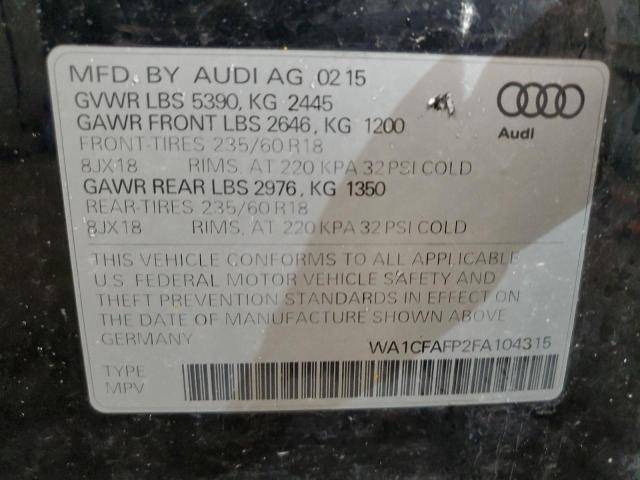 MFD. BY AUDI AG 02 15
GVWR LBS 5390, KG 2445
GAWR FRONT LBS 2646, KG 1200
FRONT-TIRES 235/60 R18
8JX18 RIMS, AT 220 KPA 32 PSI COLD
GAWR REAR LBS 2976, KG 1350
REAR-TIRES 235/60 R18
8JX18 RIMS, AT 220 KPA 32 PSI COLD
Audi
THIS VEHICLE CONFORMS TO ALL APPLICABLE
U.S. FEDERAL MOTOR VEHICLE SAFETY AND
THEFT PREVENTION STANDARDS IN EFFECT ON
THE DATE OF MANUFACTURE SHOWN ABOVE.
GERMANY
WA1CFAFP2FA104315
TYPE
MPV